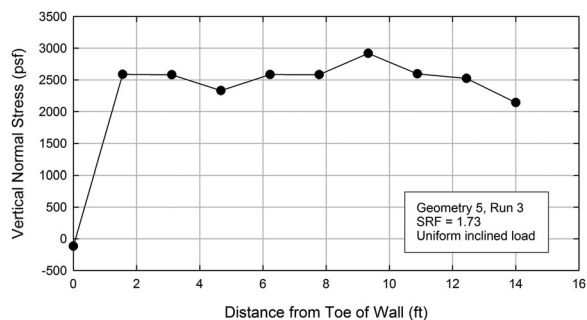 Vertical Normal Stress (psf)
3500
3000
2500
2000
1500
1000
500
0
-500
0 2 4 6 8 10 12 14 16
Distance from Toe of Wall (ft)
Geometry 5, Run 3
SRF = 1.73
Uniform inclined load